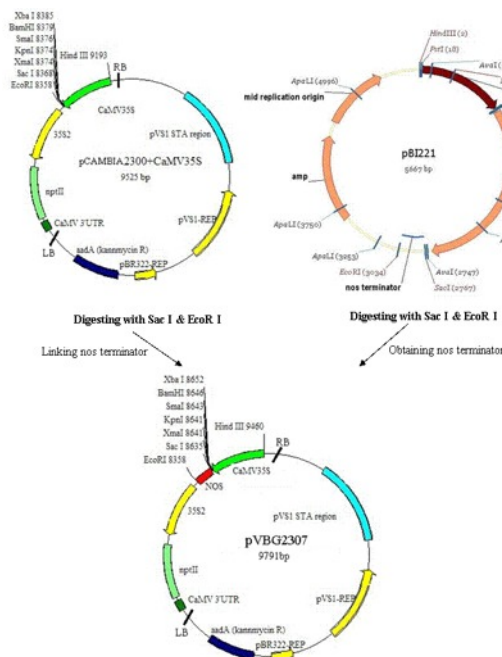 Xba I 8385
BamHI 8379
SmaI 8376
KpnI 8374
XmaI 8374
Sac I 8368
EcoRI 8358
Hind III 9193
RB
CaMV35S
35S2
pVS1 STA region
pCAMBIA2300+CaMV35S
9525 bp
nptII
pVS1-REP
CaMV 3'UTR
LB
aadA (kannmycin R)
pBR322-REP
HindIII (2)
PstI (18)
AvaI
ApaLI (4996)
mid replication origin
pBI221
5667 bp
amp
ApaLI (3750)
ApaLI (3253)
EcoRI (3034)
nos terminator
AvaI (2747)
SacI (2767)
Digesting with Sac I & EcoR I
Digesting with Sac I & EcoR I
Linking nos terminator
Obtaining nos terminator
Xba I 8652
BamHI 8646
SmaI 8643
KpnI 8641
XmaI 8641
Sac I 8635
EcoRI 8358
Hind III 9460
RB
NOS
CaMV35S
35S2
pVS1 STA region
pVBG2307
9791bp
nptII
pVS1-REP
CaMV 3'UTR
LB
aadA (kannmycin R)
pBR322-REP